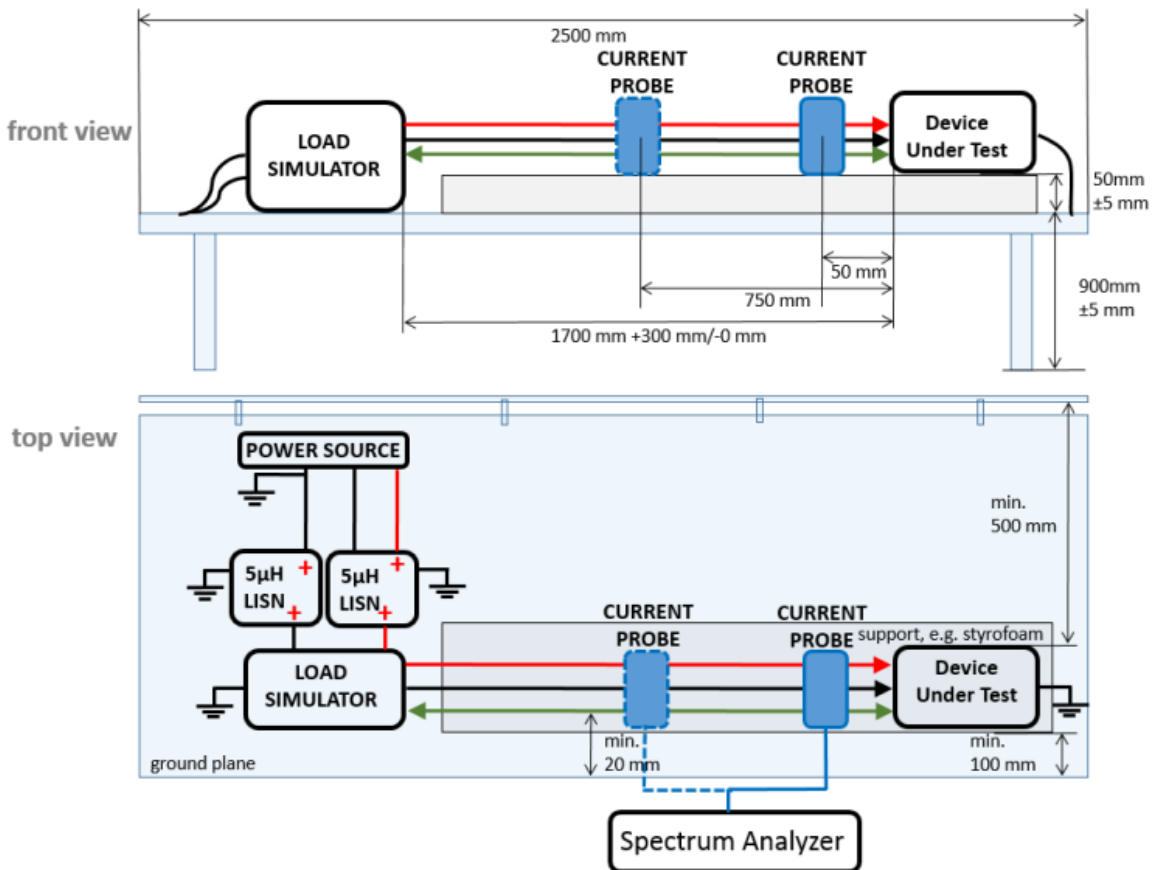 2500 mm
CURRENT
PROBE
CURRENT
PROBE
front view
LOAD
SIMULATOR
Device
Under Test
50mm
±5 mm
50 mm
750 mm
900mm
±5 mm
1700 mm +300 mm/-0 mm
top view
POWER SOURCE
min.
500 mm
5µH
LISN
+
+
5µH
LISN
+
+
CURRENT
PROBE
CURRENT
PROBE
support, e.g. styrofoam
LOAD
SIMULATOR
Device
Under Test
min.
20 mm
min.
100 mm
ground plane
Spectrum Analyzer